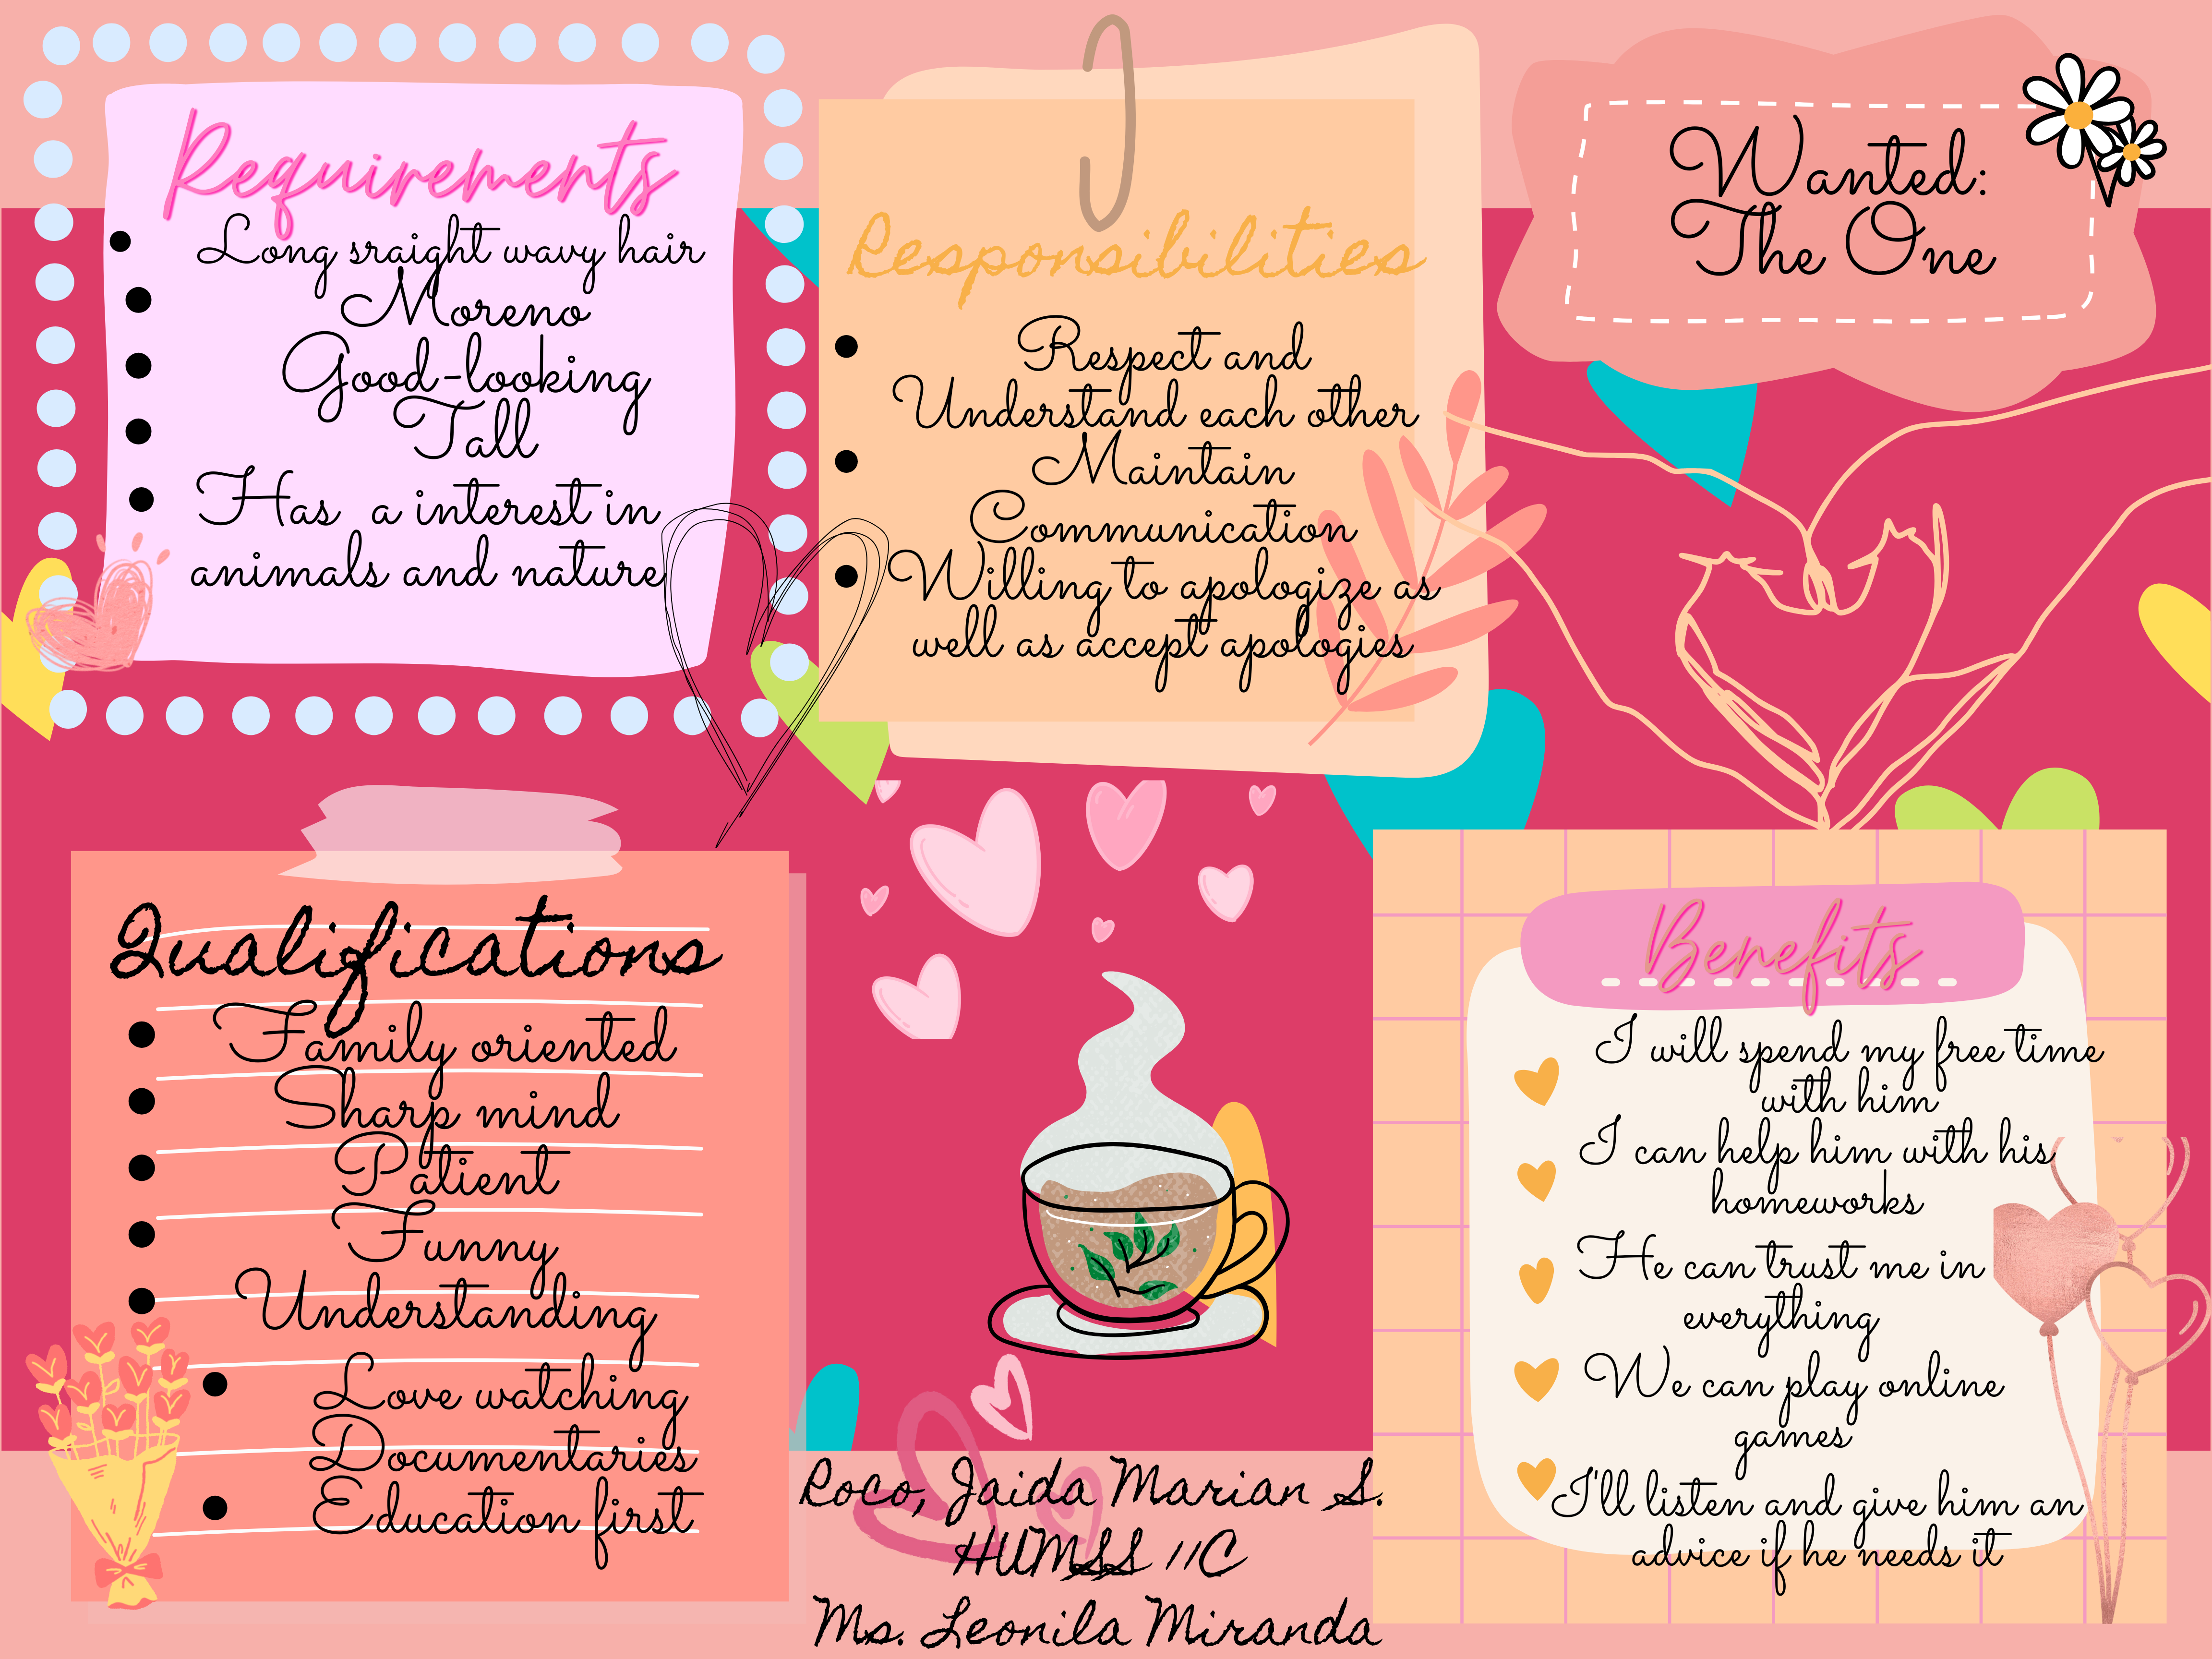 Requirements
Long sraight wavy hair
Moreno
Good-looking
Tall
Has a interest in
animals and nature
Responsibilities
Respect and
Understand each other
Maintain
Communication
Willing to apologize as
well as accept apologies
Wanted:
The One
Qualifications
Family oriented
Sharp mind
Patient
Funny
Understanding
Love watching
Documentaries
Education first
Roco, Jaida Marian S.
HUMSS 11C
Ms. Leonila Miranda
Benefits
I will spend my free time
with him
I can help him with his
homeworks
He can trust me in
everything
We can play online
games
I'll listen and give him an
advice if he needs it